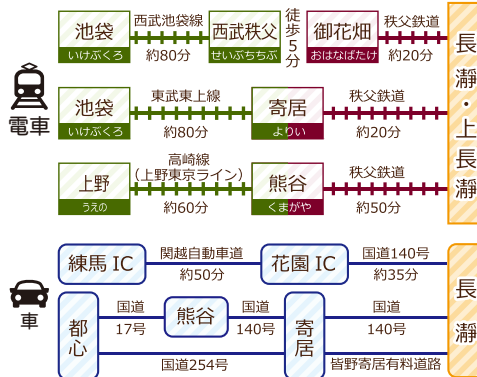 池袋
いけぶくろ
西武池袋線
約80分
西武秩父
せいぶちちぶ
徒歩5分
御花畑
おはなばたけ
秩父鉄道
約20分
長瀞・上長瀞
電車
池袋
いけぶくろ
東武東上線
約80分
寄居
よりい
秩父鉄道
約20分
上野
うえの
高崎線
(上野東京ライン)
約60分
熊谷
くまがや
秩父鉄道
約50分
車
練馬 IC
関越自動車道
約50分
花園 IC
国道140号
約35分
長瀞
都心
国道
17号
熊谷
国道
140号
寄居
国道
140号
国道254号
皆野寄居有料道路